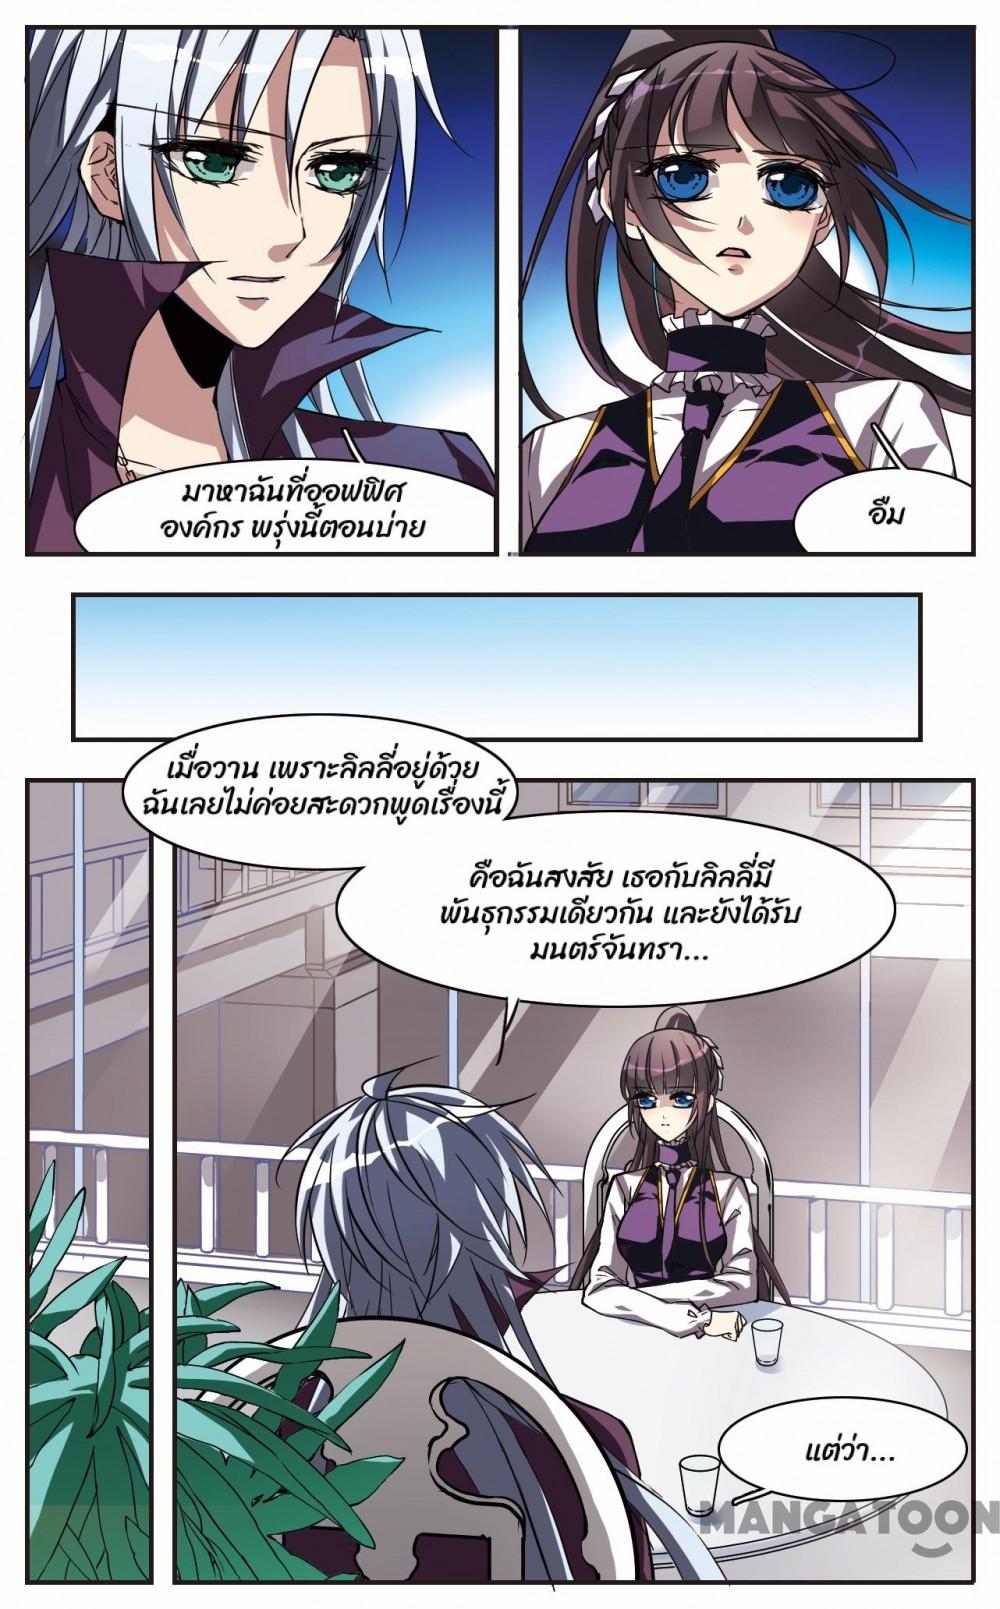 มาหาฉันที่ออฟฟิศ
องค์กร พรุ่งนี้ตอนบ่าย
อืม
เมื่อวาน เพราะลิลลี่อยู่ด้วย
ฉันเลยไม่ค่อยสะดวกพูดเรื่องนี้
คือฉันสงสัย เธอกับลิลลี่มี
พันธุกรรมเดียวกัน และยังได้รับ
มนตร์จันทรา...
แต่ว่า...
MANGATOON